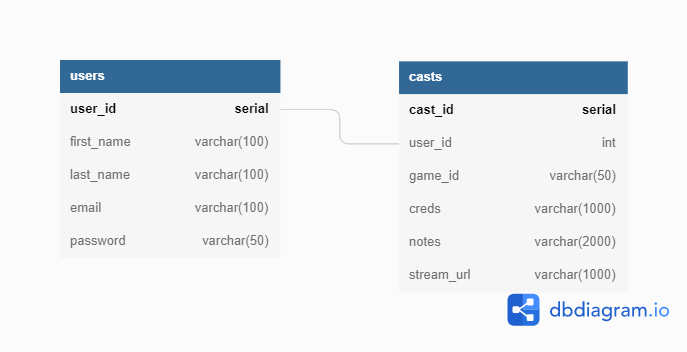 users
user_id serial
first_name varchar(100)
last_name varchar(100)
email varchar(100)
password varchar(50)
casts
cast_id serial
user_id int
game_id varchar(50)
creds varchar(1000)
notes varchar(2000)
stream_url varchar(1000)
dbdiagram.io